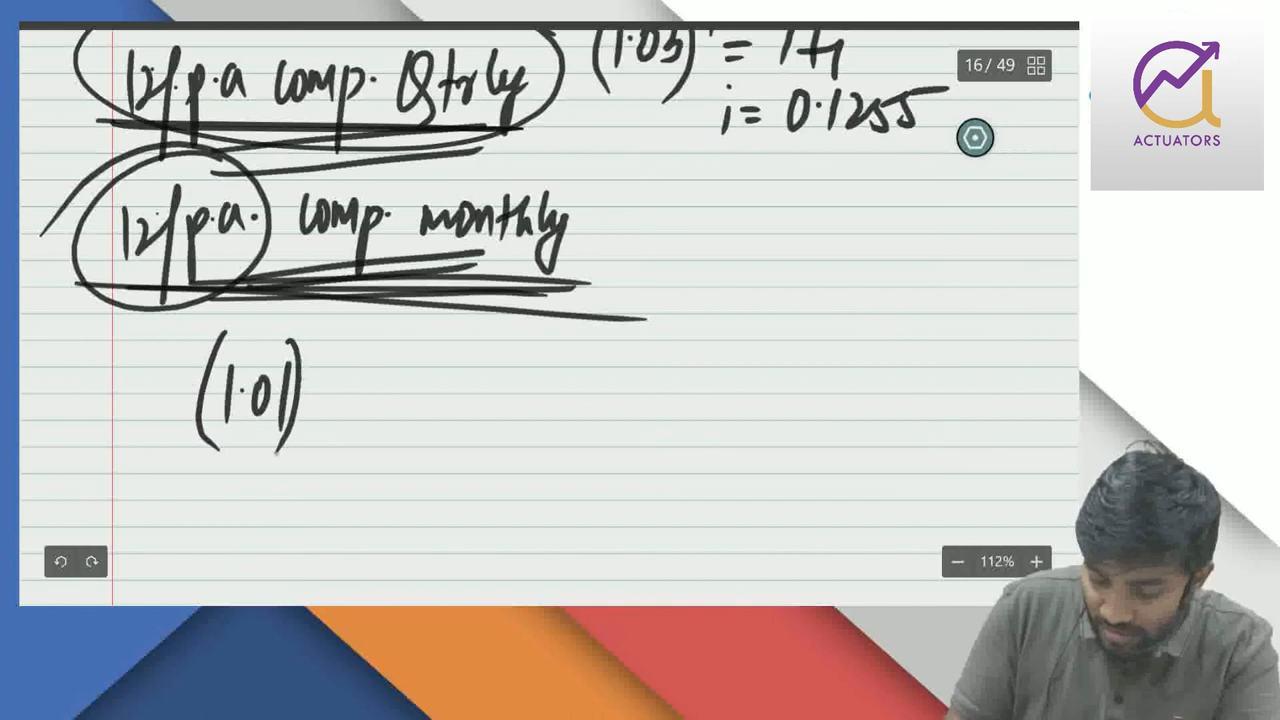 12% p.a comp. Qtrly
(1.03)⁴ = 1+i
i = 0.1255
12% p.a. comp. monthly
(1.01)
16 / 49
112%
ACTUATORS